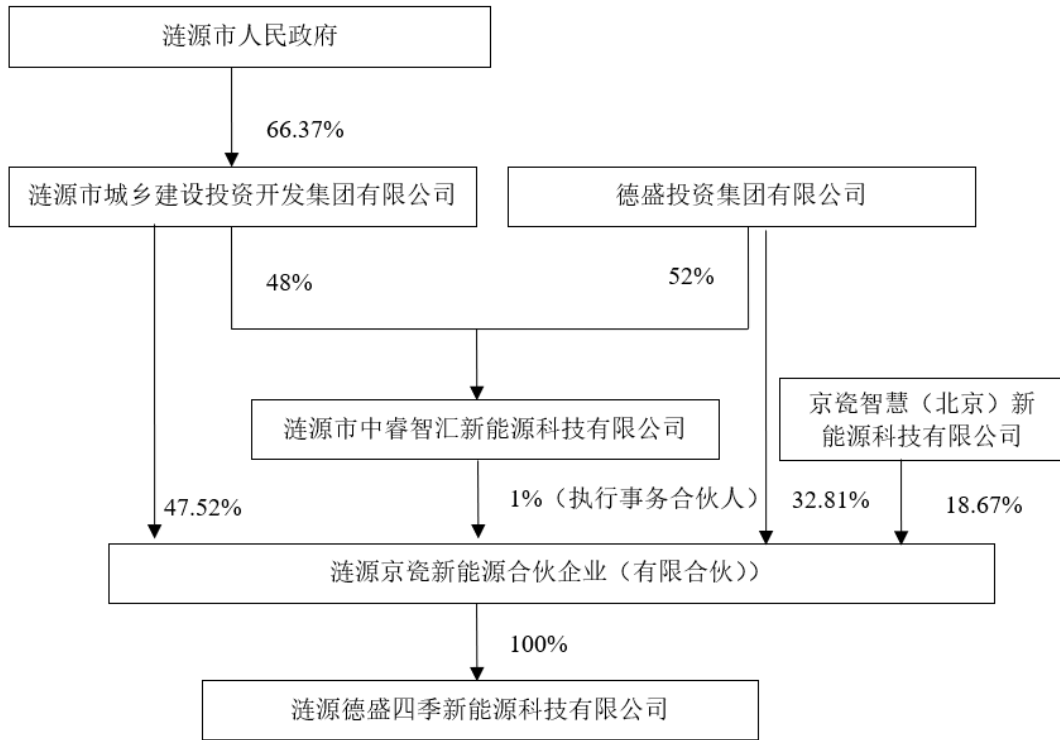 涟源市人民政府
66.37%
涟源市城乡建设投资开发集团有限公司
德盛投资集团有限公司
48%
52%
京瓷智慧（北京）新
能源科技有限公司
涟源市中睿智汇新能源科技有限公司
47.52%
1%（执行事务合伙人）
32.81%
18.67%
涟源京瓷新能源合伙企业（有限合伙））
100%
涟源德盛四季新能源科技有限公司